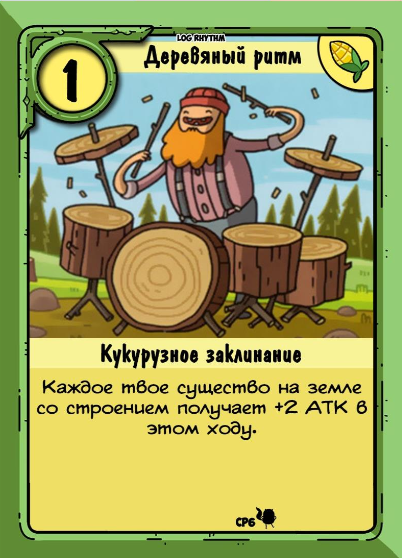 LOG RHYTHM
1
Деревяный ритм
Кукурузное заклинание
Каждое твое существо на земле
со строением получает +2 АТК в
этом ходу.
СР6